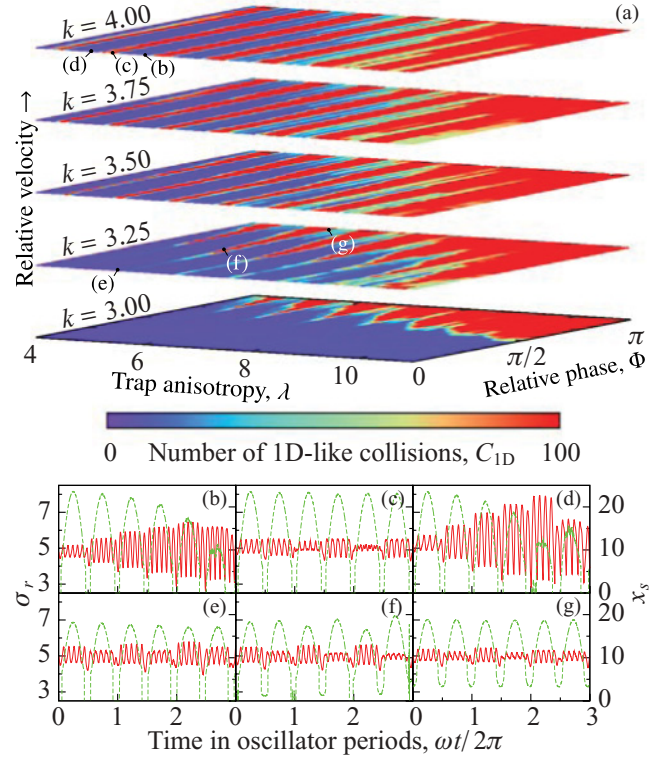 (a)
k = 4.00
(d) (c) (b)
k = 3.75
k = 3.50
k = 3.25
(g)
(f)
(e)
k = 3.00
Relative velocity →
4 6 8 10 0 π/2 π
Trap anisotropy, λ
Relative phase, Φ
0 Number of 1D-like collisions, C1D 100
(b) (c) (d)
7 5 3
20 10 0
σr
xs
(e) (f) (g)
7 5 3
20 10 0
0 1 2 0 1 2 0 1 2 3
Time in oscillator periods, ωt/2π